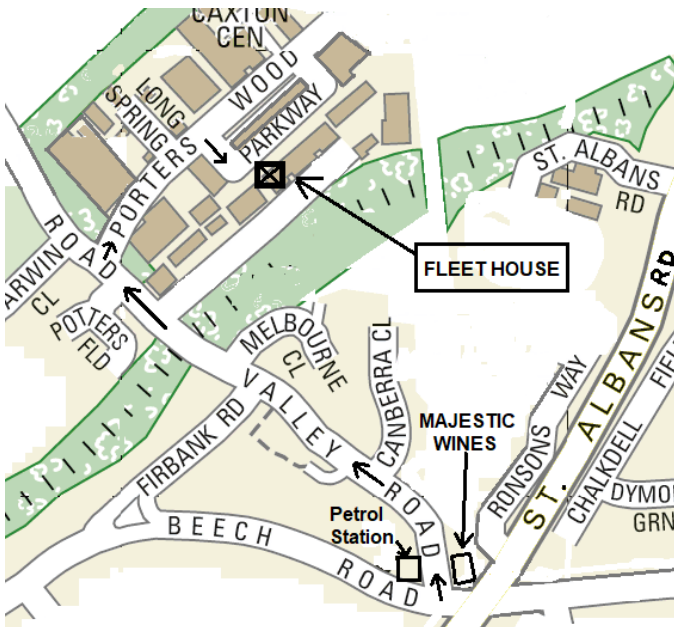 CAXTON
CEN
WOOD
LONG
SPRING
PARKWAY
PORTERS
ST. ALBANS
RD
ROAD
FLEET HOUSE
ARWIN
CL
POTTERS
FLD
MELBOURNE
CL
ST. ALBANS RD
VALLEY
CANBERRA CL
RONSONS WAY
CHALKDELL FIEL
MAJESTIC
WINES
FIRBANK RD
ROAD
DYMO
GRN
Petrol
Station
BEECH
ROAD